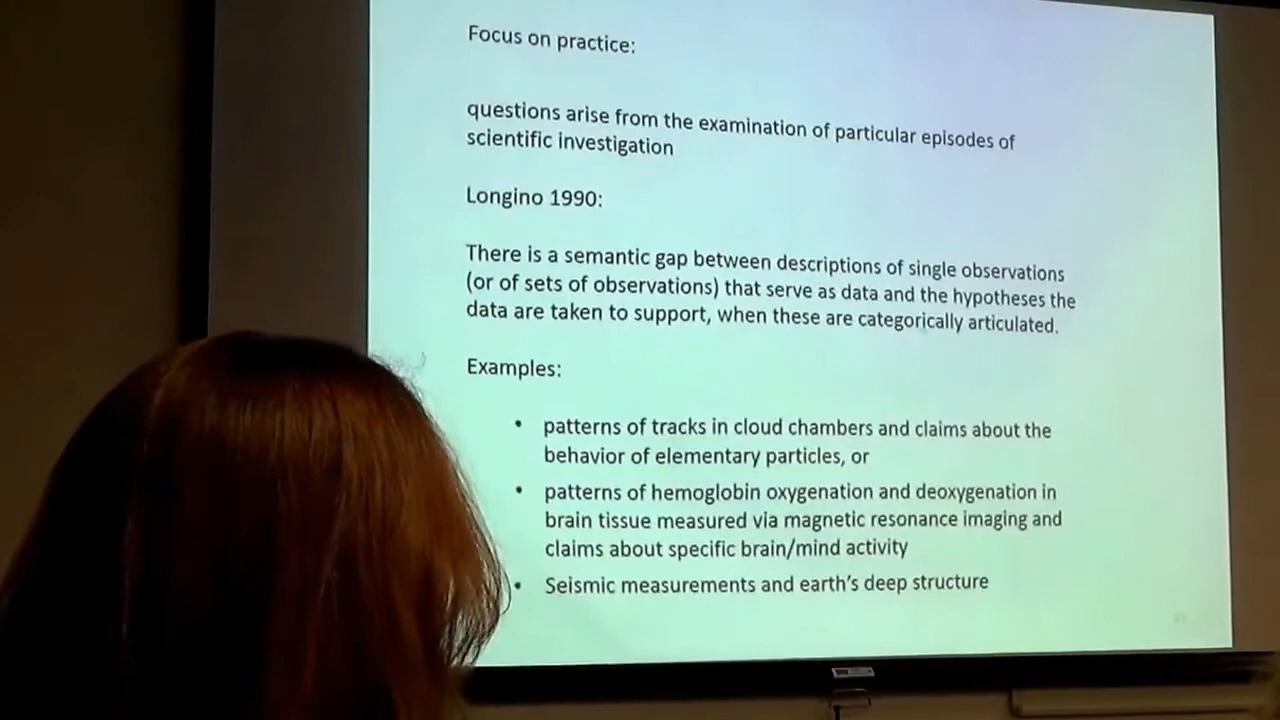 Focus on practice:
questions arise from the examination of particular episodes of
scientific investigation
Longino 1990:
There is a semantic gap between descriptions of single observations
(or of sets of observations) that serve as data and the hypotheses the
data are taken to support, when these are categorically articulated.
Examples:
• patterns of tracks in cloud chambers and claims about the
behavior of elementary particles, or
• patterns of hemoglobin oxygenation and deoxygenation in
brain tissue measured via magnetic resonance imaging and
claims about specific brain/mind activity
• Seismic measurements and earth's deep structure